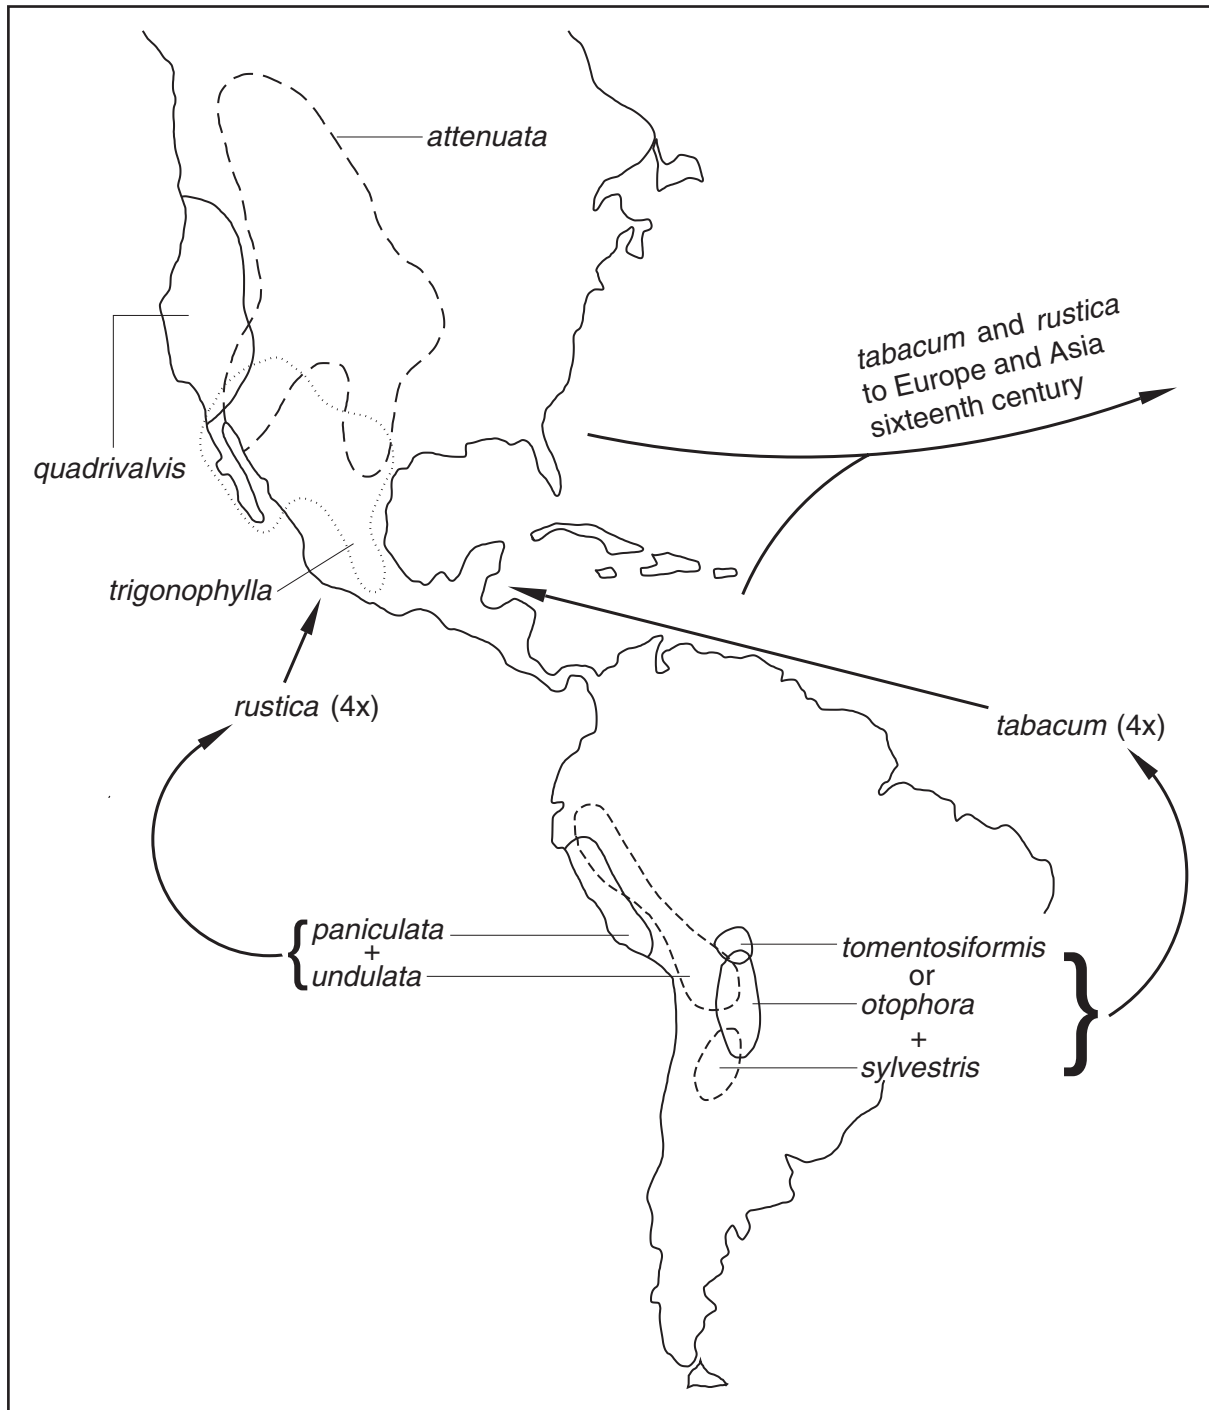 attenuata
tabacum and rustica
to Europe and Asia
sixteenth century
quadrivalvis
trigonophylla
rustica (4x)
tabacum (4x)
{ paniculata
+
undulata
tomentosiformis }
or
otophora
+
sylvestris